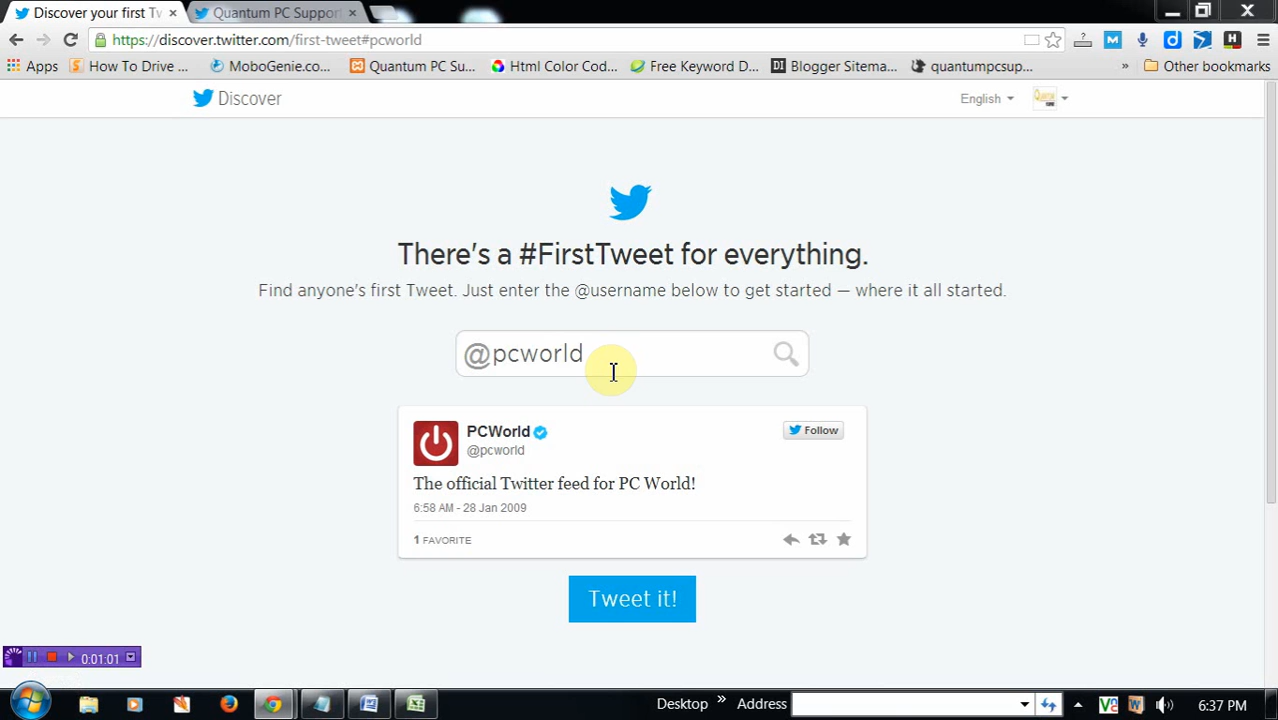 Discover your first Tw
Quantum PC Support
https://discover.twitter.com/first-tweet#pcworld
Apps
How To Drive ...
MoboGenie.co...
Quantum PC Su...
Html Color Cod...
Free Keyword D...
Blogger Sitema...
quantumpcsup...
»
Other bookmarks
Discover
English
There's a #FirstTweet for everything.
Find anyone's first Tweet. Just enter the @username below to get started — where it all started.
@pcworld
PCWorld
@pcworld
Follow
The official Twitter feed for PC World!
6:58 AM - 28 Jan 2009
1 FAVORITE
Tweet it!
0:01:01
Desktop
»
Address
6:37 PM